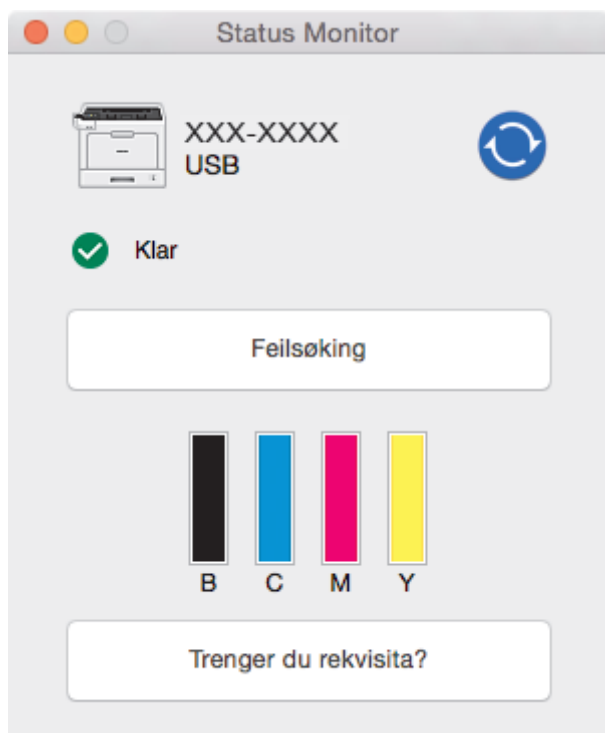 Status Monitor
XXX-XXXX
USB
Klar
Feilsøking
B C M Y
Trenger du rekvisita?